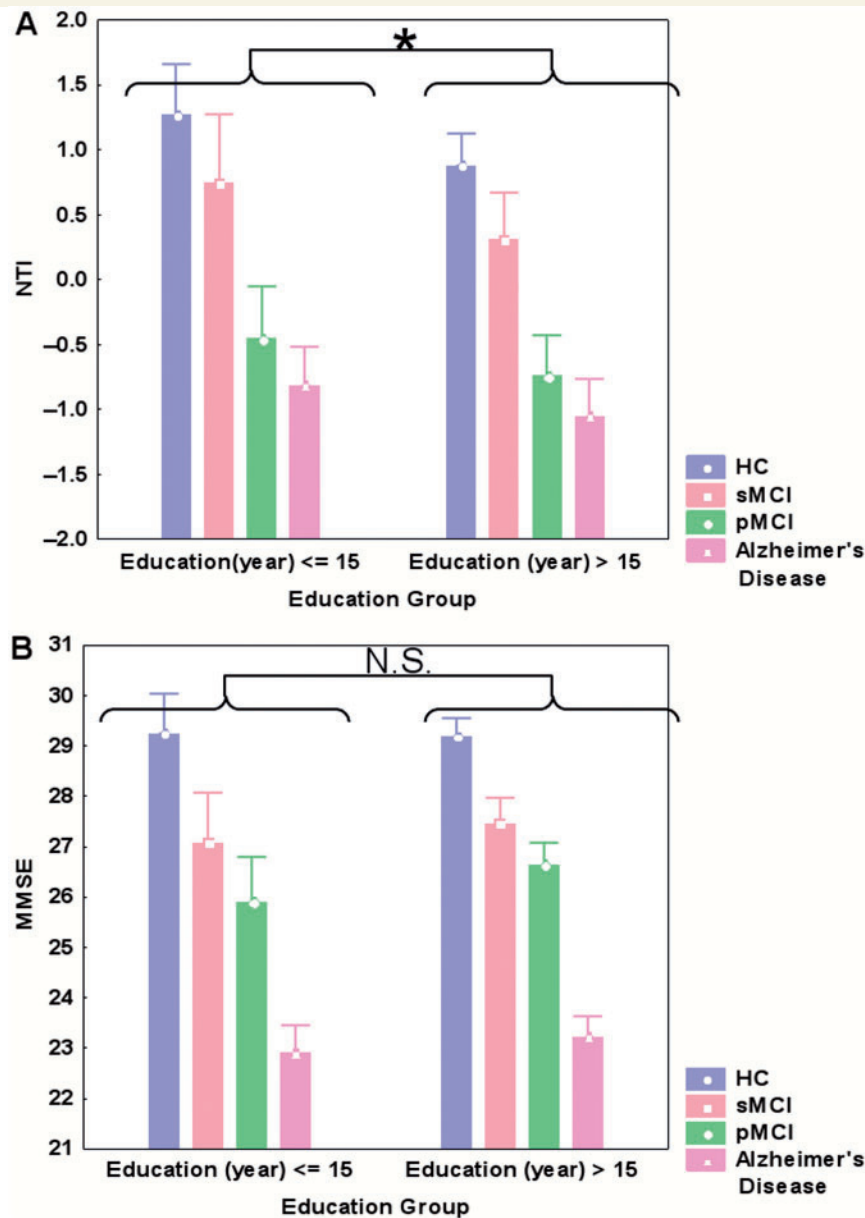 A
*
2.0
1.5
1.0
0.5
0.0
–0.5
–1.0
–1.5
–2.0
NTI
Education(year) <= 15
Education (year) > 15
Education Group
HC
sMCI
pMCI
Alzheimer's
Disease
B
N.S.
31
30
29
28
27
26
25
24
23
22
21
MMSE
Education (year) <= 15
Education (year) > 15
Education Group
HC
sMCI
pMCI
Alzheimer's
Disease